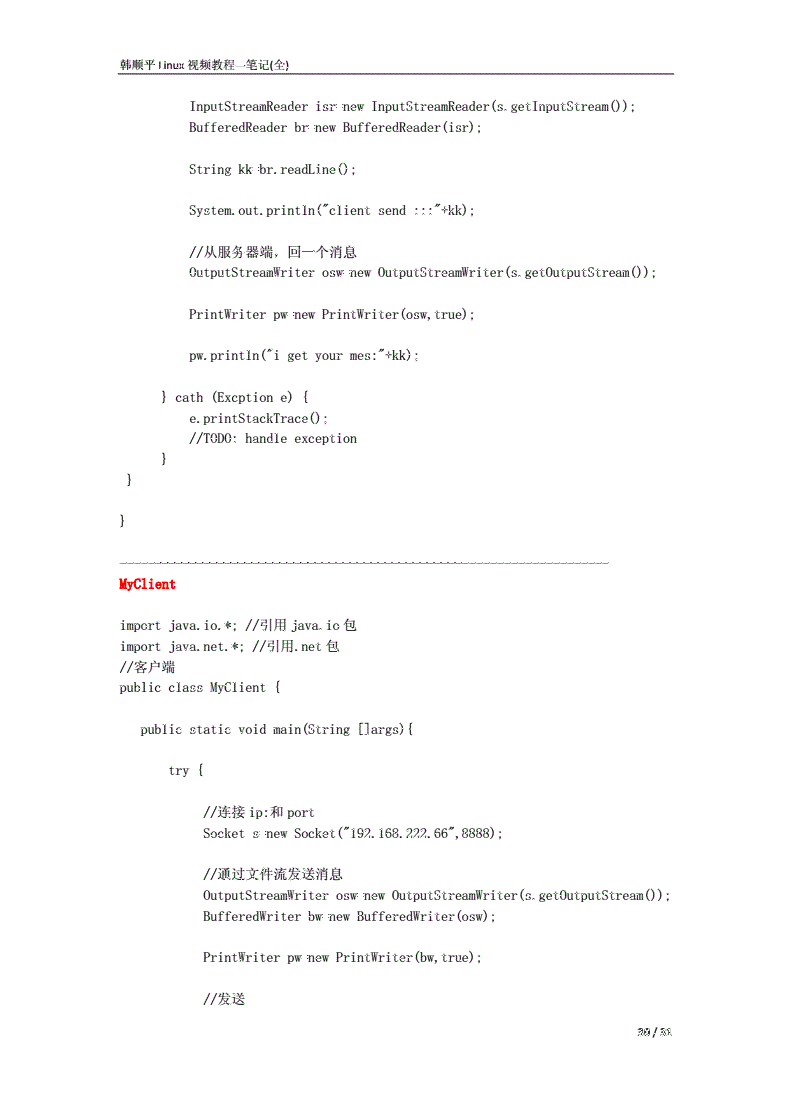 韩顺平 Linux 视频教程—笔记(全)
InputStreamReader isr=new InputStreamReader(s.getInputStream());
BufferedReader br=new BufferedReader(isr);
String kk=br.readLine();
System.out.println("client send :::"+kk);
//从服务器端，回一个消息
OutputStreamWriter osw=new OutputStreamWriter(s.getOutputStream());
PrintWriter pw=new PrintWriter(osw,true);
pw.println("i get your mes:"+kk);
} cath (Excption e) {
e.printStackTrace();
//TODO: handle exception
}
}
}
MyClient
import java.io.*; //引用 java.io 包
import java.net.*; //引用.net 包
//客户端
public class MyClient {
public static void main(String []args){
try {
//连接 ip:和 port
Socket s=new Socket("192.168.222.66",8888);
//通过文件流发送消息
OutputStreamWriter osw=new OutputStreamWriter(s.getOutputStream());
BufferedWriter bw=new BufferedWriter(osw);
PrintWriter pw=new PrintWriter(bw,true);
//发送